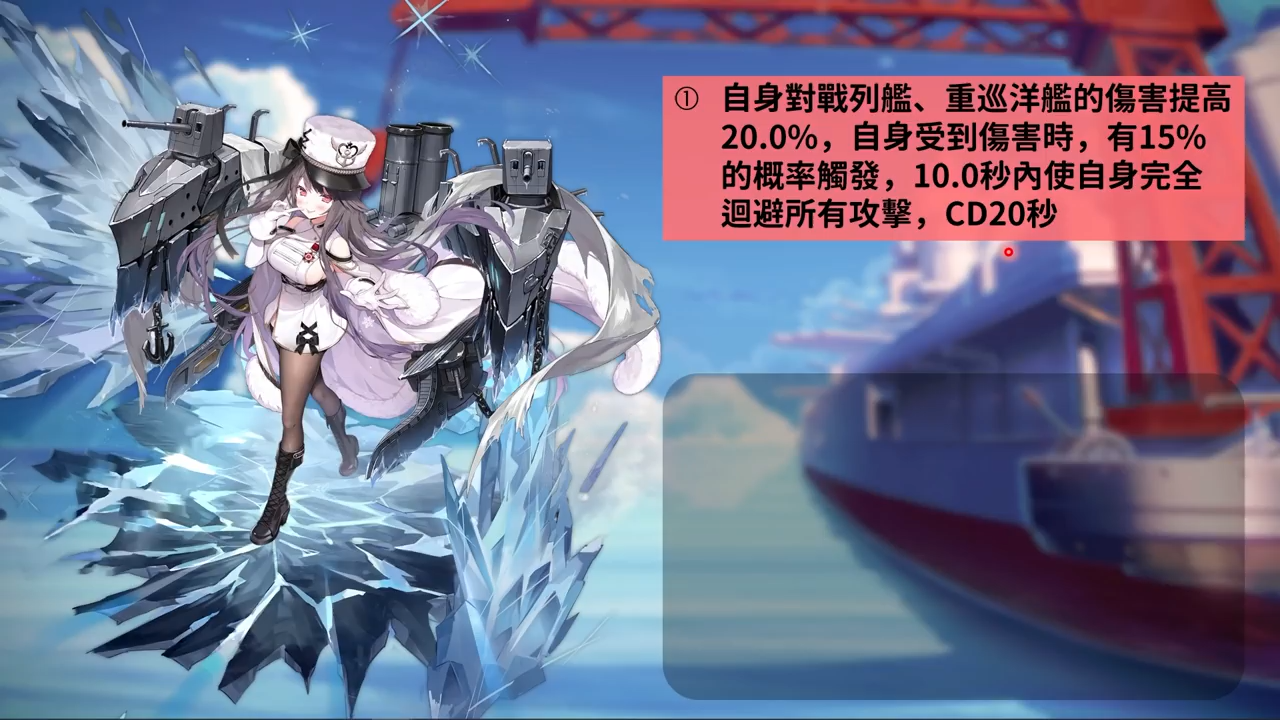 ① 自身對戰列艦、重巡洋艦的傷害提高
20.0%，自身受到傷害時，有15%
的概率觸發，10.0秒內使自身完全
迴避所有攻擊，CD20秒